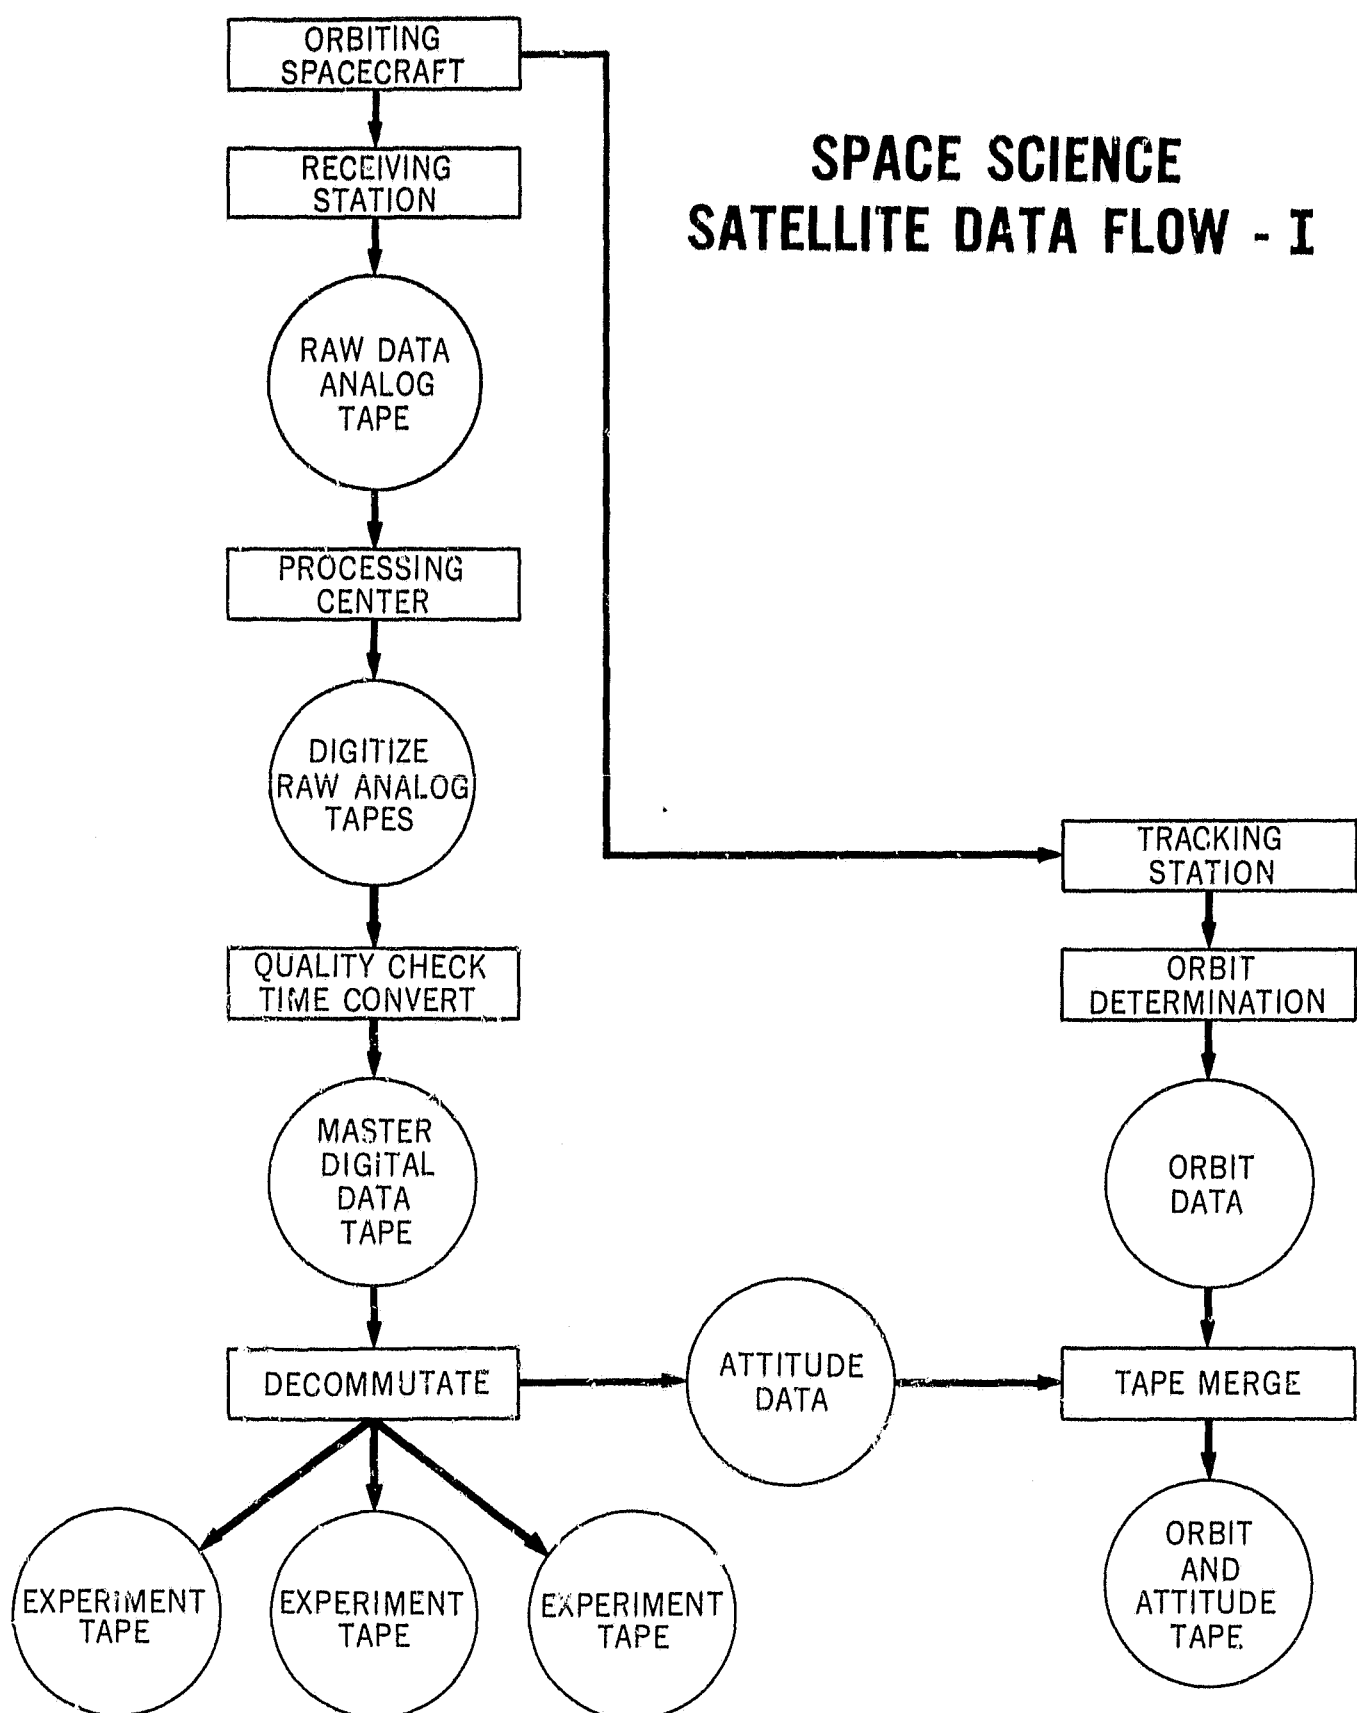 ORBITING
SPACECRAFT
RECEIVING
STATION
SPACE SCIENCE
SATELLITE DATA FLOW - I
RAW DATA
ANALOG
TAPE
PROCESSING
CENTER
DIGITIZE
RAW ANALOG
TAPES
TRACKING
STATION
QUALITY CHECK
TIME CONVERT
ORBIT
DETERMINATION
MASTER
DIGITAL
DATA
TAPE
ORBIT
DATA
DECOMMUTATE
ATTITUDE
DATA
TAPE MERGE
EXPERIMENT
TAPE
EXPERIMENT
TAPE
EXPERIMENT
TAPE
ORBIT
AND
ATTITUDE
TAPE